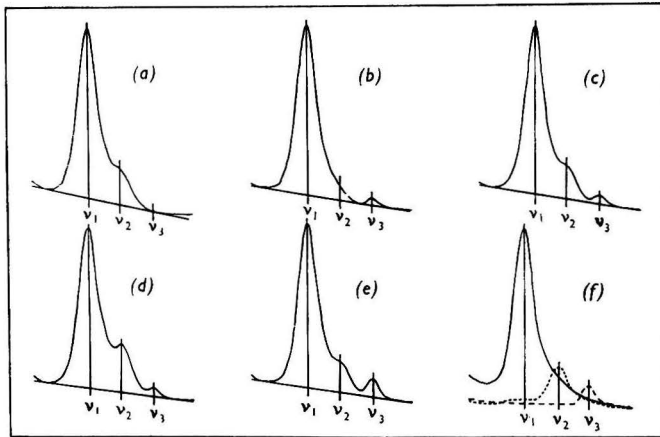 (a) (b) (c)
ν₁ ν₂ ν₃ ν₁ ν₂ ν₃ ν₁ ν₂ ν₃
(d) (e) (f)
ν₁ ν₂ ν₃ ν₁ ν₂ ν₃ ν₁ ν₂ ν₃